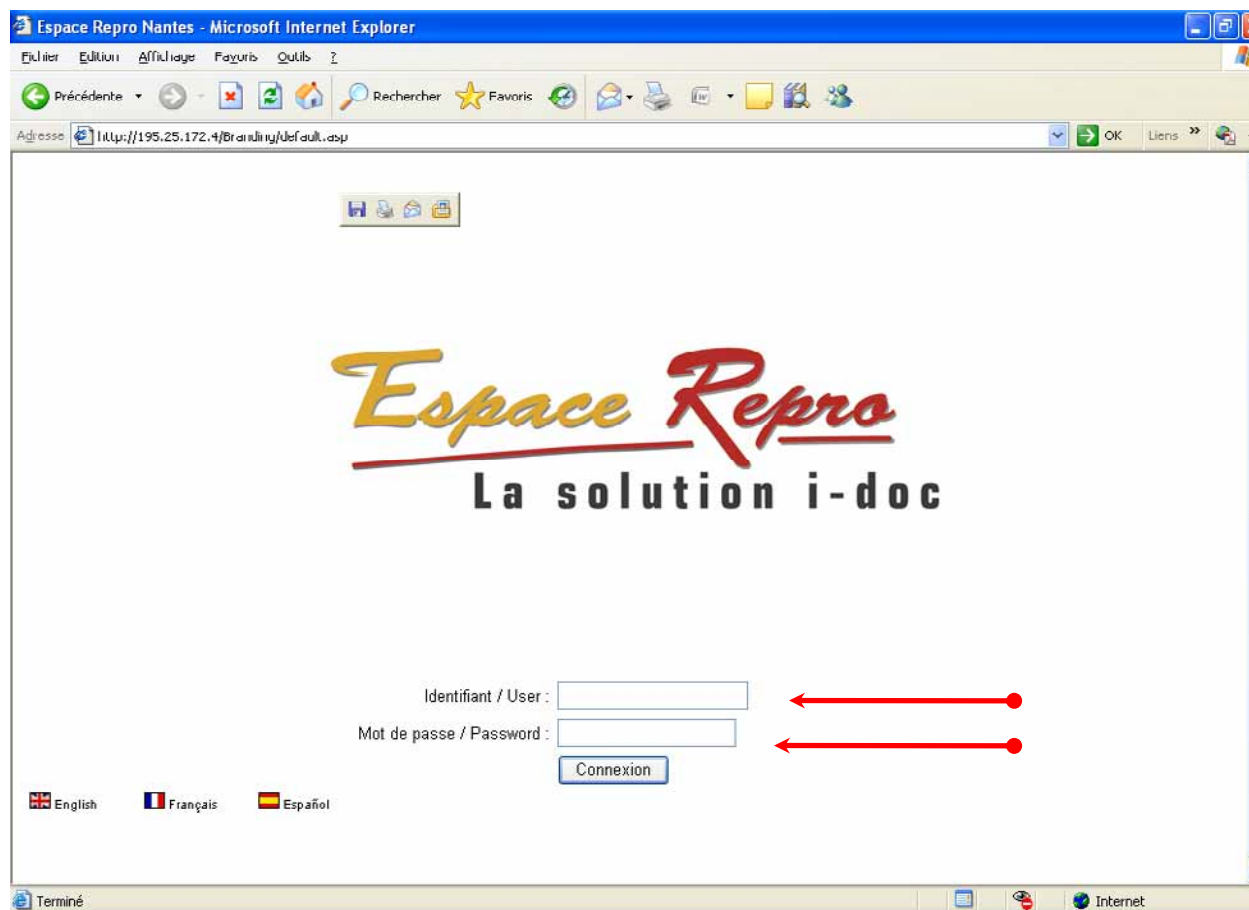 Espace Repro Nantes - Microsoft Internet Explorer
Fichier Edition Affichage Favoris Outils ?
Précédente Rechercher Favoris
Adresse http://195.25.172.4/Branding/default.asp OK Liens »
Espace Repro
La solution i-doc
Identifiant / User :
Mot de passe / Password :
Connexion
English Français Español
Terminé Internet